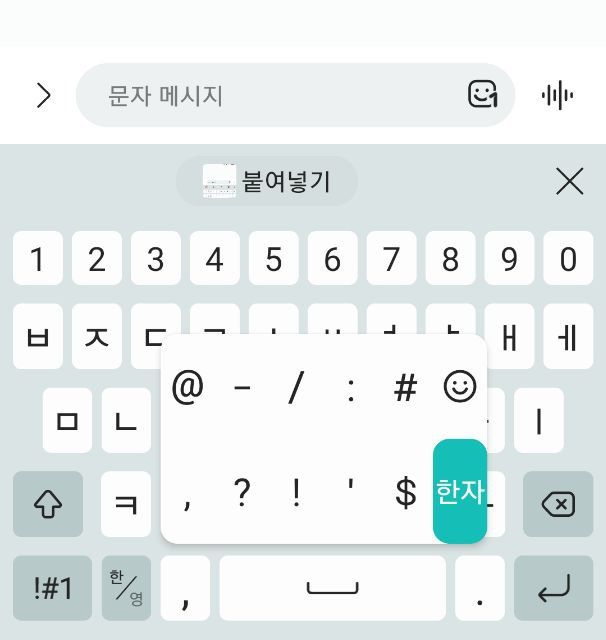 문자 메시지
붙여넣기
1 2 3 4 5 6 7 8 9 0
ㅂ ㅈ ㄷ ㅐ ㅔ
@ - / : #
ㅁ ㄴ ㅣ
, ? ! ' $ 한자
ㅋ
!#1 한/영 , .